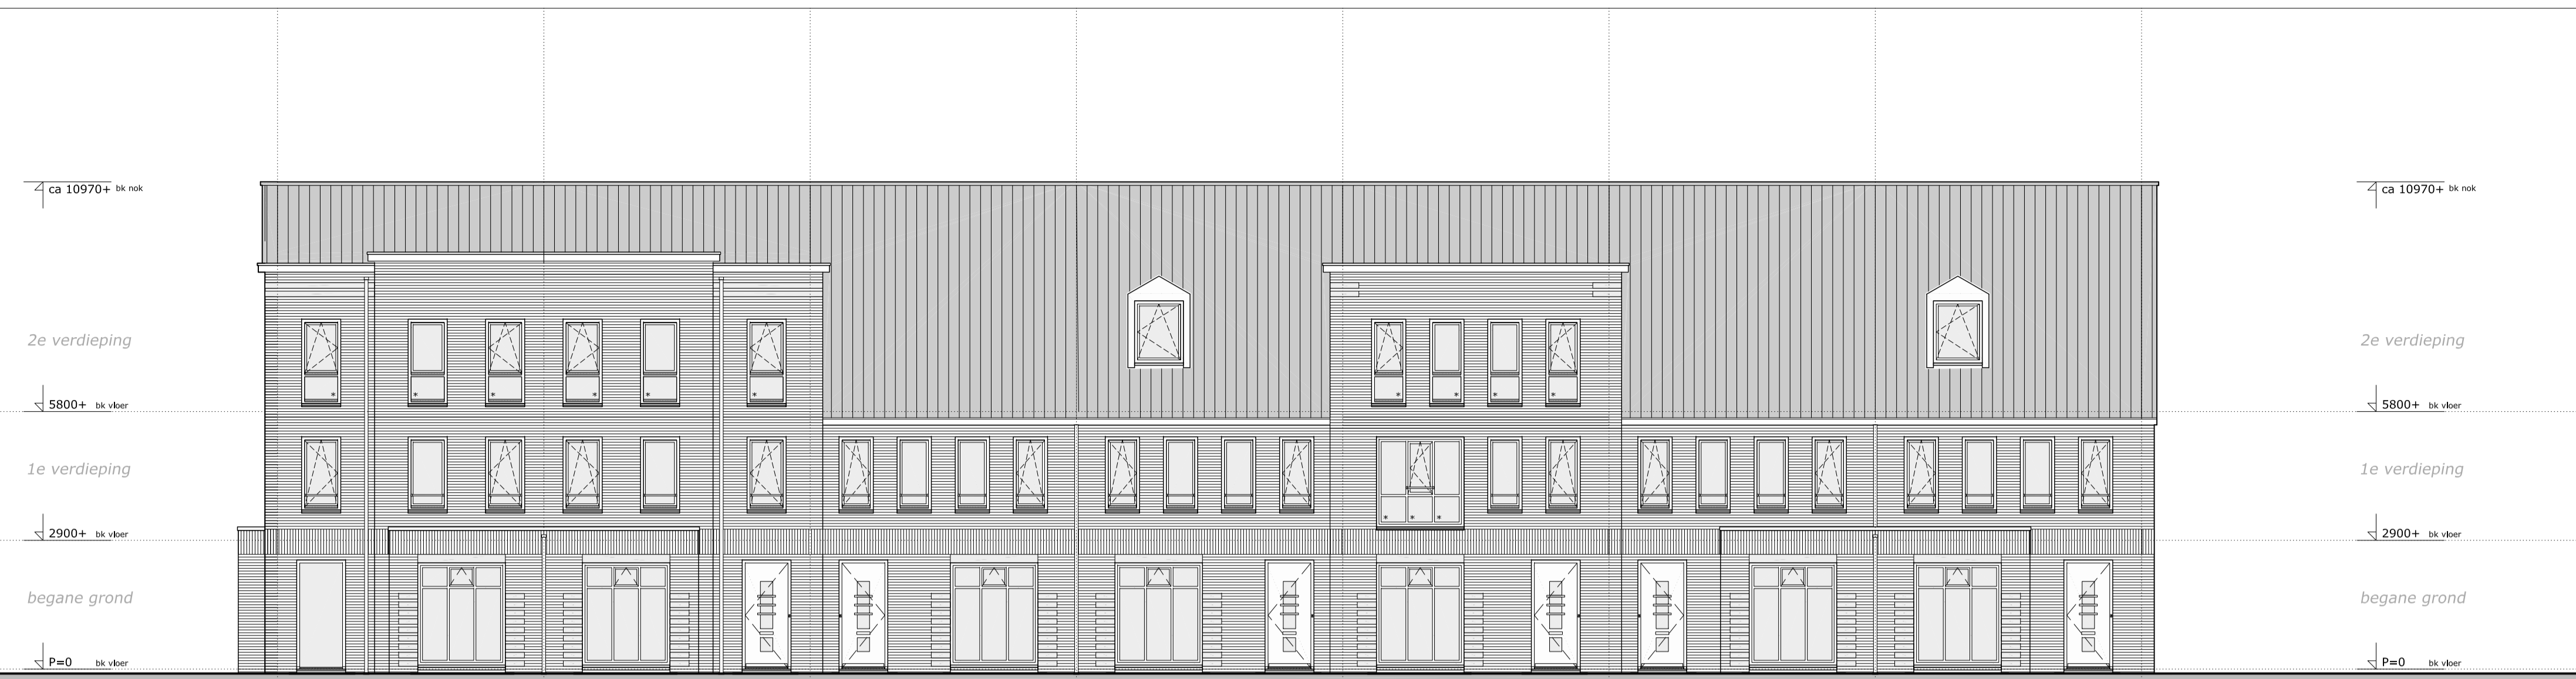 ca 10970+ bk nok
ca 10970+ bk nok
2e verdieping
2e verdieping
5800+ bk vloer
5800+ bk vloer
1e verdieping
1e verdieping
2900+ bk vloer
2900+ bk vloer
begane grond
begane grond
P=0 bk vloer
P=0 bk vloer